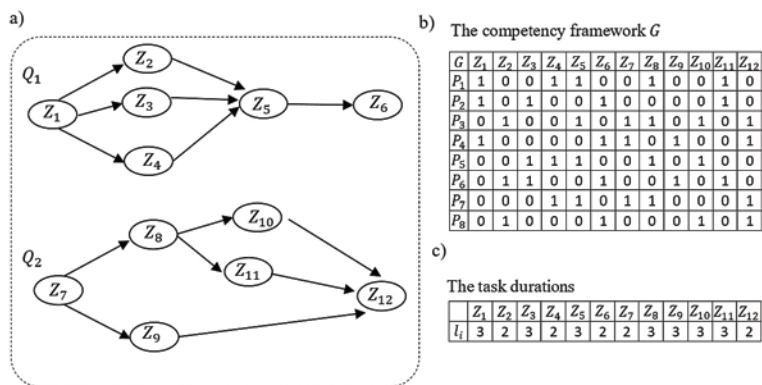 a)
Q1
Z1
Z2
Z3
Z4
Z5
Z6
Q2
Z7
Z8
Z9
Z10
Z11
Z12
b) The competency framework G
G Z1 Z2 Z3 Z4 Z5 Z6 Z7 Z8 Z9 Z10 Z11 Z12
P1 1 0 0 1 1 0 0 1 0 0 1 0
P2 1 0 1 0 0 1 0 0 0 0 1 0
P3 0 1 0 0 1 0 1 1 0 1 0 1
P4 1 0 0 0 0 1 1 0 1 0 0 1
P5 0 0 1 1 1 0 0 1 0 1 0 0
P6 0 1 1 0 0 1 0 0 1 0 1 0
P7 0 0 0 1 1 0 1 1 0 0 0 1
P8 0 1 0 0 0 1 1 0 0 1 0 1
c)
The task durations
Z1 Z2 Z3 Z4 Z5 Z6 Z7 Z8 Z9 Z10 Z11 Z12
li 3 2 3 2 3 2 2 3 3 3 3 2